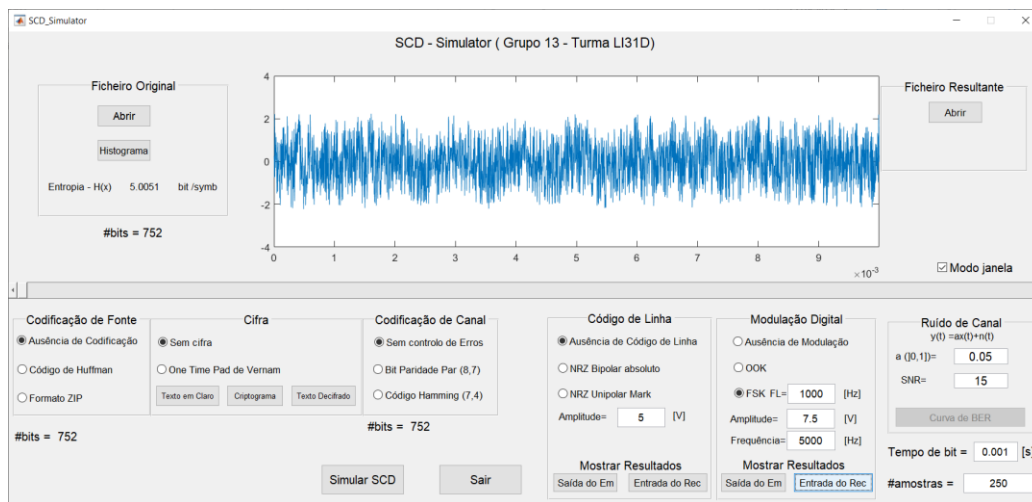 SCD_Simulator
SCD - Simulator ( Grupo 13 - Turma LI31D)
Ficheiro Original
Abrir
Histograma
Entropia - H(x) 5.0051 bit /symb
#bits = 752
4
2
0
-2
-4
0 1 2 3 4 5 6 7 8 9
×10-3
Ficheiro Resultante
Abrir
Modo janela
Codificação de Fonte
Ausência de Codificação
Código de Huffman
Formato ZIP
#bits = 752
Cifra
Sem cifra
One Time Pad de Vernam
Texto em Claro Criptograma Texto Decifrado
Codificação de Canal
Sem controlo de Erros
Bit Paridade Par (8,7)
Código Hamming (7,4)
#bits = 752
Simular SCD Sair
Código de Linha
Ausência de Código de Linha
NRZ Bipolar absoluto
NRZ Unipolar Mark
Amplitude= 5 [V]
Mostrar Resultados
Saída do Em Entrada do Rec
Modulação Digital
Ausência de Modulação
OOK
FSK FL= 1000 [Hz]
Amplitude= 7.5 [V]
Frequência= 5000 [Hz]
Mostrar Resultados
Saída do Em Entrada do Rec
Ruído de Canal
y(t) =ax(t)+n(t)
a (]0,1])= 0.05
SNR= 15
Curva de BER
Tempo de bit = 0.001 [s]
#amostras = 250